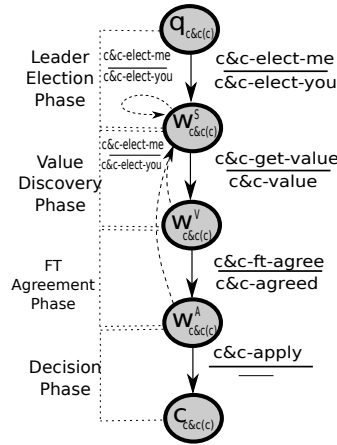 q c&c(c)
Leader
Election
Phase
c&c-elect-me
c&c-elect-you
c&c-elect-me
c&c-elect-you
w S c&c(c)
c&c-elect-me
c&c-elect-you
Value
Discovery
Phase
c&c-get-value
c&c-value
w V c&c(c)
FT
Agreement
Phase
c&c-ft-agree
c&c-agreed
w A c&c(c)
Decision
Phase
c&c-apply
c c&c(c)